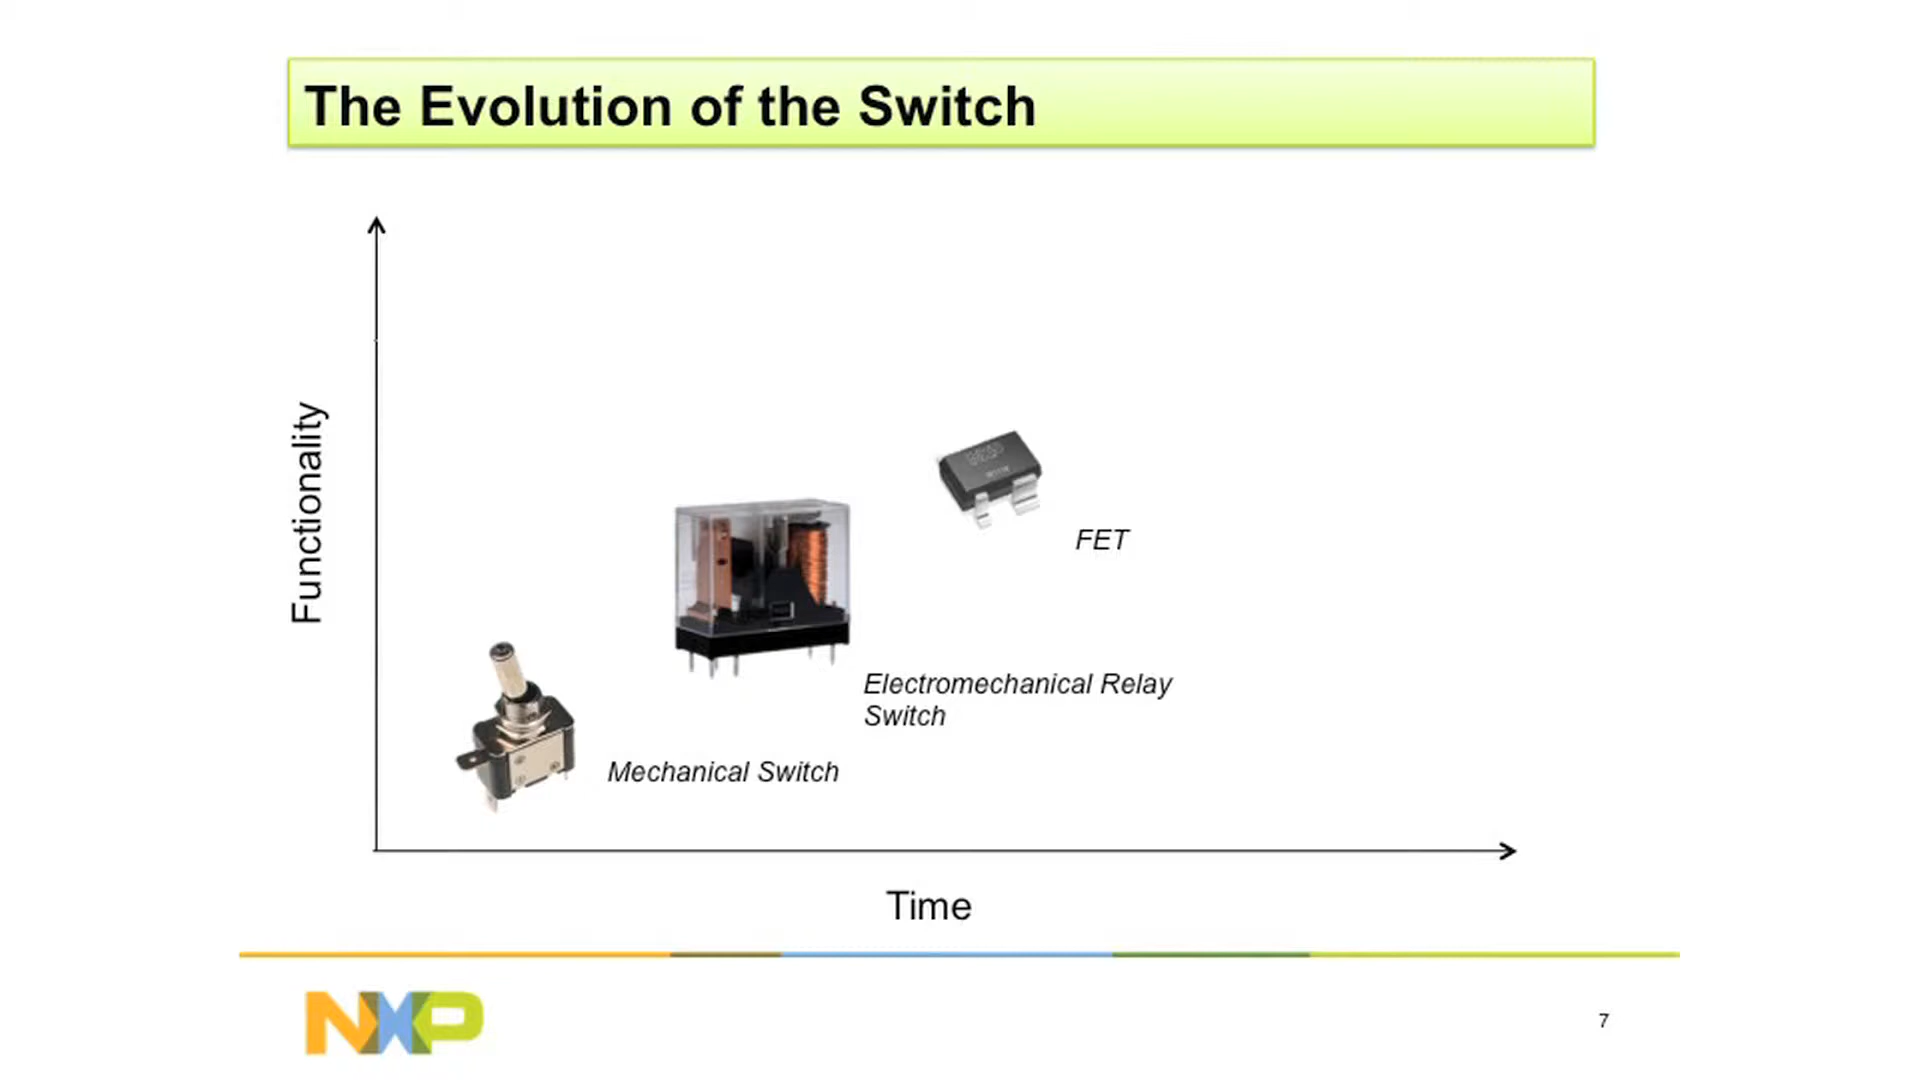 The Evolution of the Switch
Functionality
FET
Electromechanical Relay
Switch
Mechanical Switch
Time
NXP
7